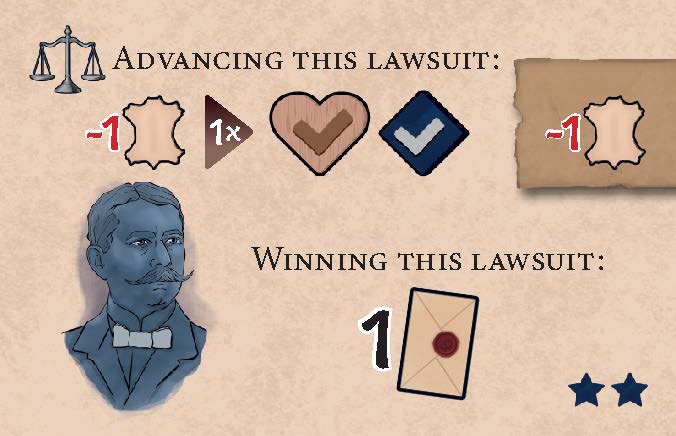 ADVANCING THIS LAWSUIT:
-1 1x -1
WINNING THIS LAWSUIT:
1